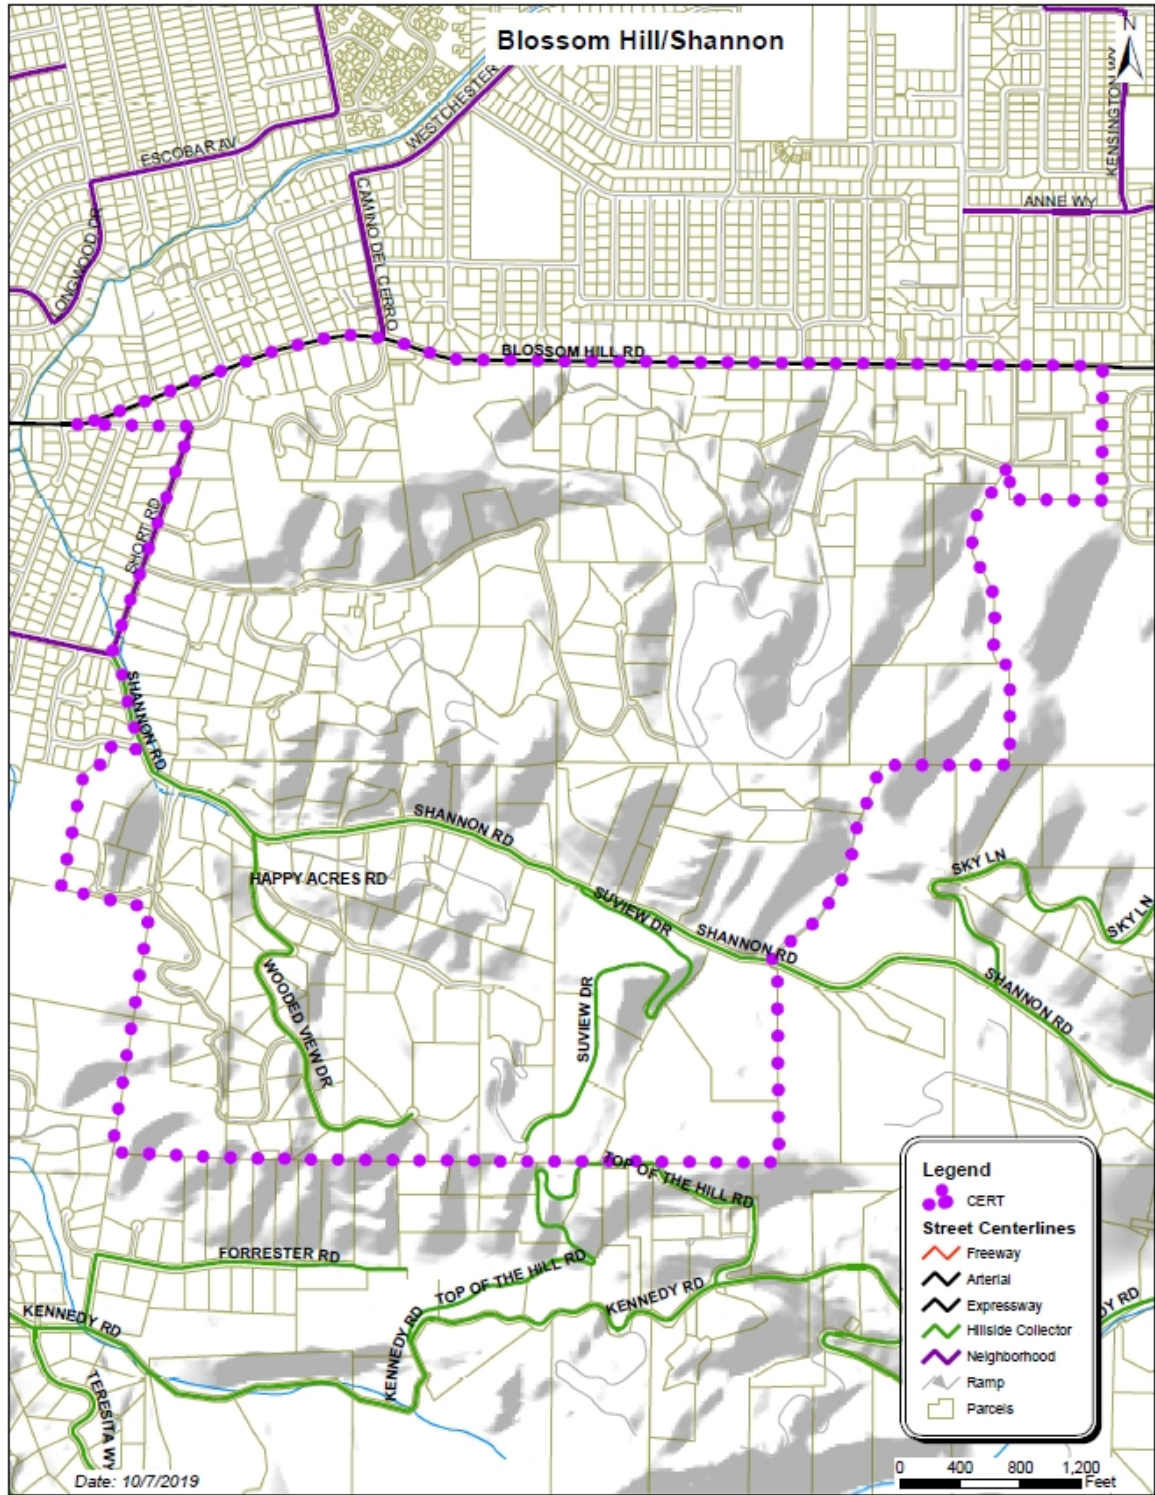 Blossom Hill/Shannon
N
WESTCHESTER
KENSINGTON WY
ESCOBAR AV
ANNE WY
LONGWOOD DR
CAMINO DEL CERRO
BLOSSOM HILL RD
SHORT RD
SHANNON RD
SHANNON RD
HAPPY ACRES RD
SUVIEW DR
SHANNON RD
SKY LN
SKY LN
WOODED VIEW DR
SUVIEW DR
SHANNON RD
TOP OF THE HILL RD
FORRESTER RD
TOP OF THE HILL RD
KENNEDY RD
KENNEDY RD
KENNEDY RD
DY RD
TERESITA WY
Legend
CERT
Street Centerlines
Freeway
Arterial
Expressway
Hillside Collector
Neighborhood
Ramp
Parcels
Date: 10/7/2019
0 400 800 1,200
Feet